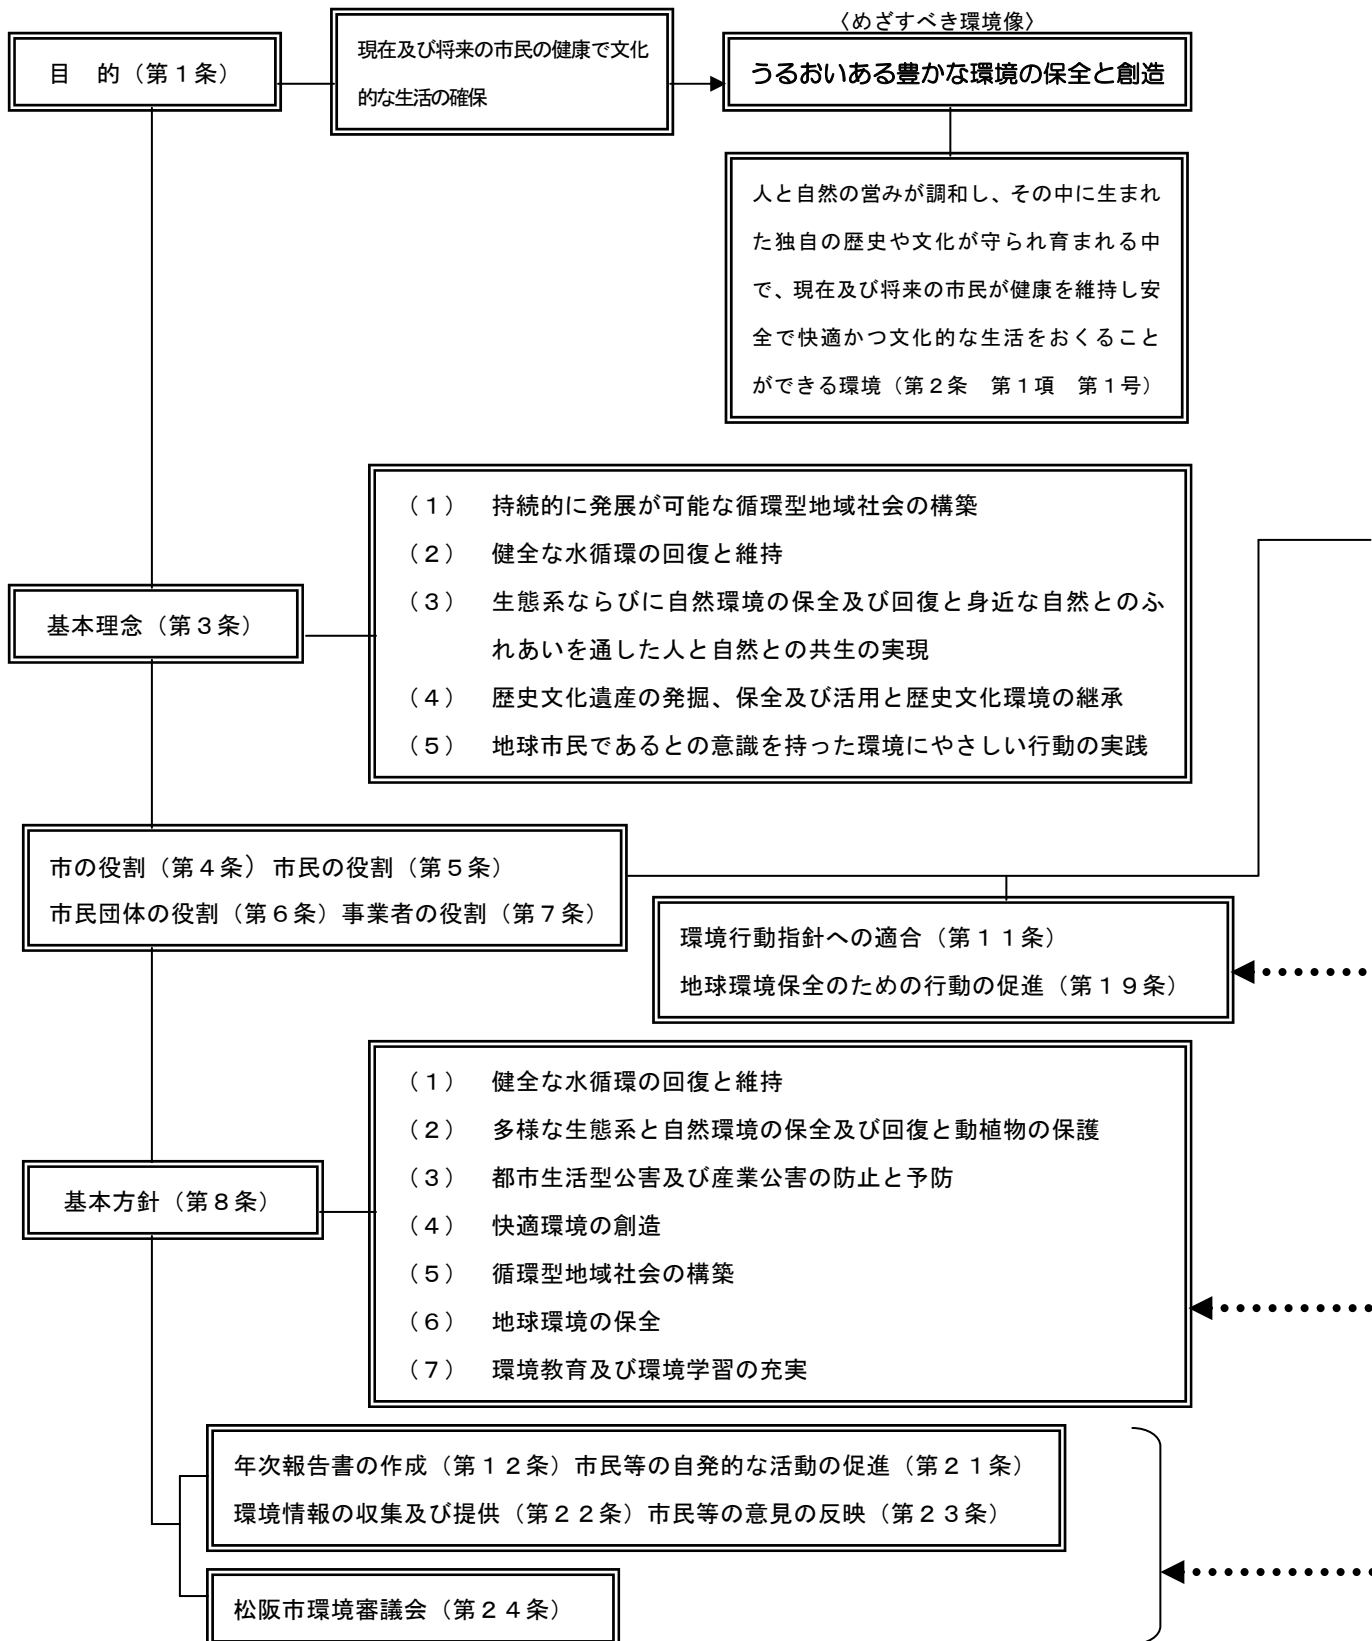 〈めざすべき環境像〉
目　的（第１条）
現在及び将来の市民の健康で文化
的な生活の確保
うるおいある豊かな環境の保全と創造
人と自然の営みが調和し、その中に生まれ
た独自の歴史や文化が守られ育まれる中
で、現在及び将来の市民が健康を維持し安
全で快適かつ文化的な生活をおくること
ができる環境（第２条　第１項　第１号）
基本理念（第３条）
（１）　持続的に発展が可能な循環型地域社会の構築
（２）　健全な水循環の回復と維持
（３）　生態系ならびに自然環境の保全及び回復と身近な自然とのふ
れあいを通した人と自然との共生の実現
（４）　歴史文化遺産の発掘、保全及び活用と歴史文化環境の継承
（５）　地球市民であるとの意識を持った環境にやさしい行動の実践
市の役割（第４条）市民の役割（第５条）
市民団体の役割（第６条）事業者の役割（第７条）
環境行動指針への適合（第１１条）
地球環境保全のための行動の促進（第１９条）
基本方針（第８条）
（１）　健全な水循環の回復と維持
（２）　多様な生態系と自然環境の保全及び回復と動植物の保護
（３）　都市生活型公害及び産業公害の防止と予防
（４）　快適環境の創造
（５）　循環型地域社会の構築
（６）　地球環境の保全
（７）　環境教育及び環境学習の充実
年次報告書の作成（第１２条）市民等の自発的な活動の促進（第２１条）
環境情報の収集及び提供（第２２条）市民等の意見の反映（第２３条）
松阪市環境審議会（第２４条）